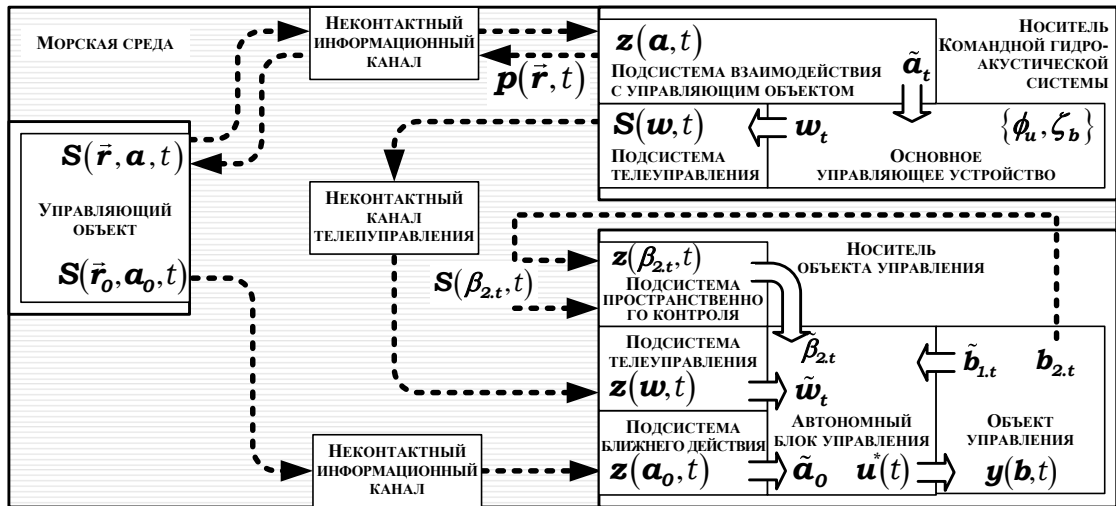 МОРСКАЯ СРЕДА
НЕКОНТАКТНЫЙ
ИНФОРМАЦИОННЫЙ
КАНАЛ
p(r⃗,t)
z(a,t)
ПОДСИСТЕМА ВЗАИМОДЕЙСТВИЯ
С УПРАВЛЯЮЩИМ ОБЪЕКТОМ
ã_t
НОСИТЕЛЬ
КОМАНДНОЙ ГИДРО-
АКУСТИЧЕСКОЙ
СИСТЕМЫ
S(w,t)
ПОДСИСТЕМА
ТЕЛЕУПРАВЛЕНИЯ
w_t
{ϕ_u,ζ_b}
ОСНОВНОЕ
УПРАВЛЯЮЩЕЕ УСТРОЙСТВО
S(r⃗,a,t)
УПРАВЛЯЮЩИЙ
ОБЪЕКТ
S(r⃗_0,a_0,t)
НЕКОНТАКТНЫЙ
КАНАЛ
ТЕЛЕПУПРАВЛЕНИЯ
S(β_2.t,t)
НОСИТЕЛЬ
ОБЪЕКТА УПРАВЛЕНИЯ
z(β_2.t,t)
ПОДСИСТЕМА
ПРОСТРАНСТВЕННО
ГО КОНТРОЛЯ
β̃_2.t
ПОДСИСТЕМА
ТЕЛЕУПРАВЛЕНИЯ
z(w,t)
w̃_t
b̃_1.t
b_2.t
ПОДСИСТЕМА
БЛИЖНЕГО ДЕЙСТВИЯ
z(a_0,t)
АВТОНОМНЫЙ
БЛОК УПРАВЛЕНИЯ
ã_0
u*(t)
ОБЪЕКТ
УПРАВЛЕНИЯ
y(b,t)
НЕКОНТАКТНЫЙ
ИНФОРМАЦИОННЫЙ
КАНАЛ